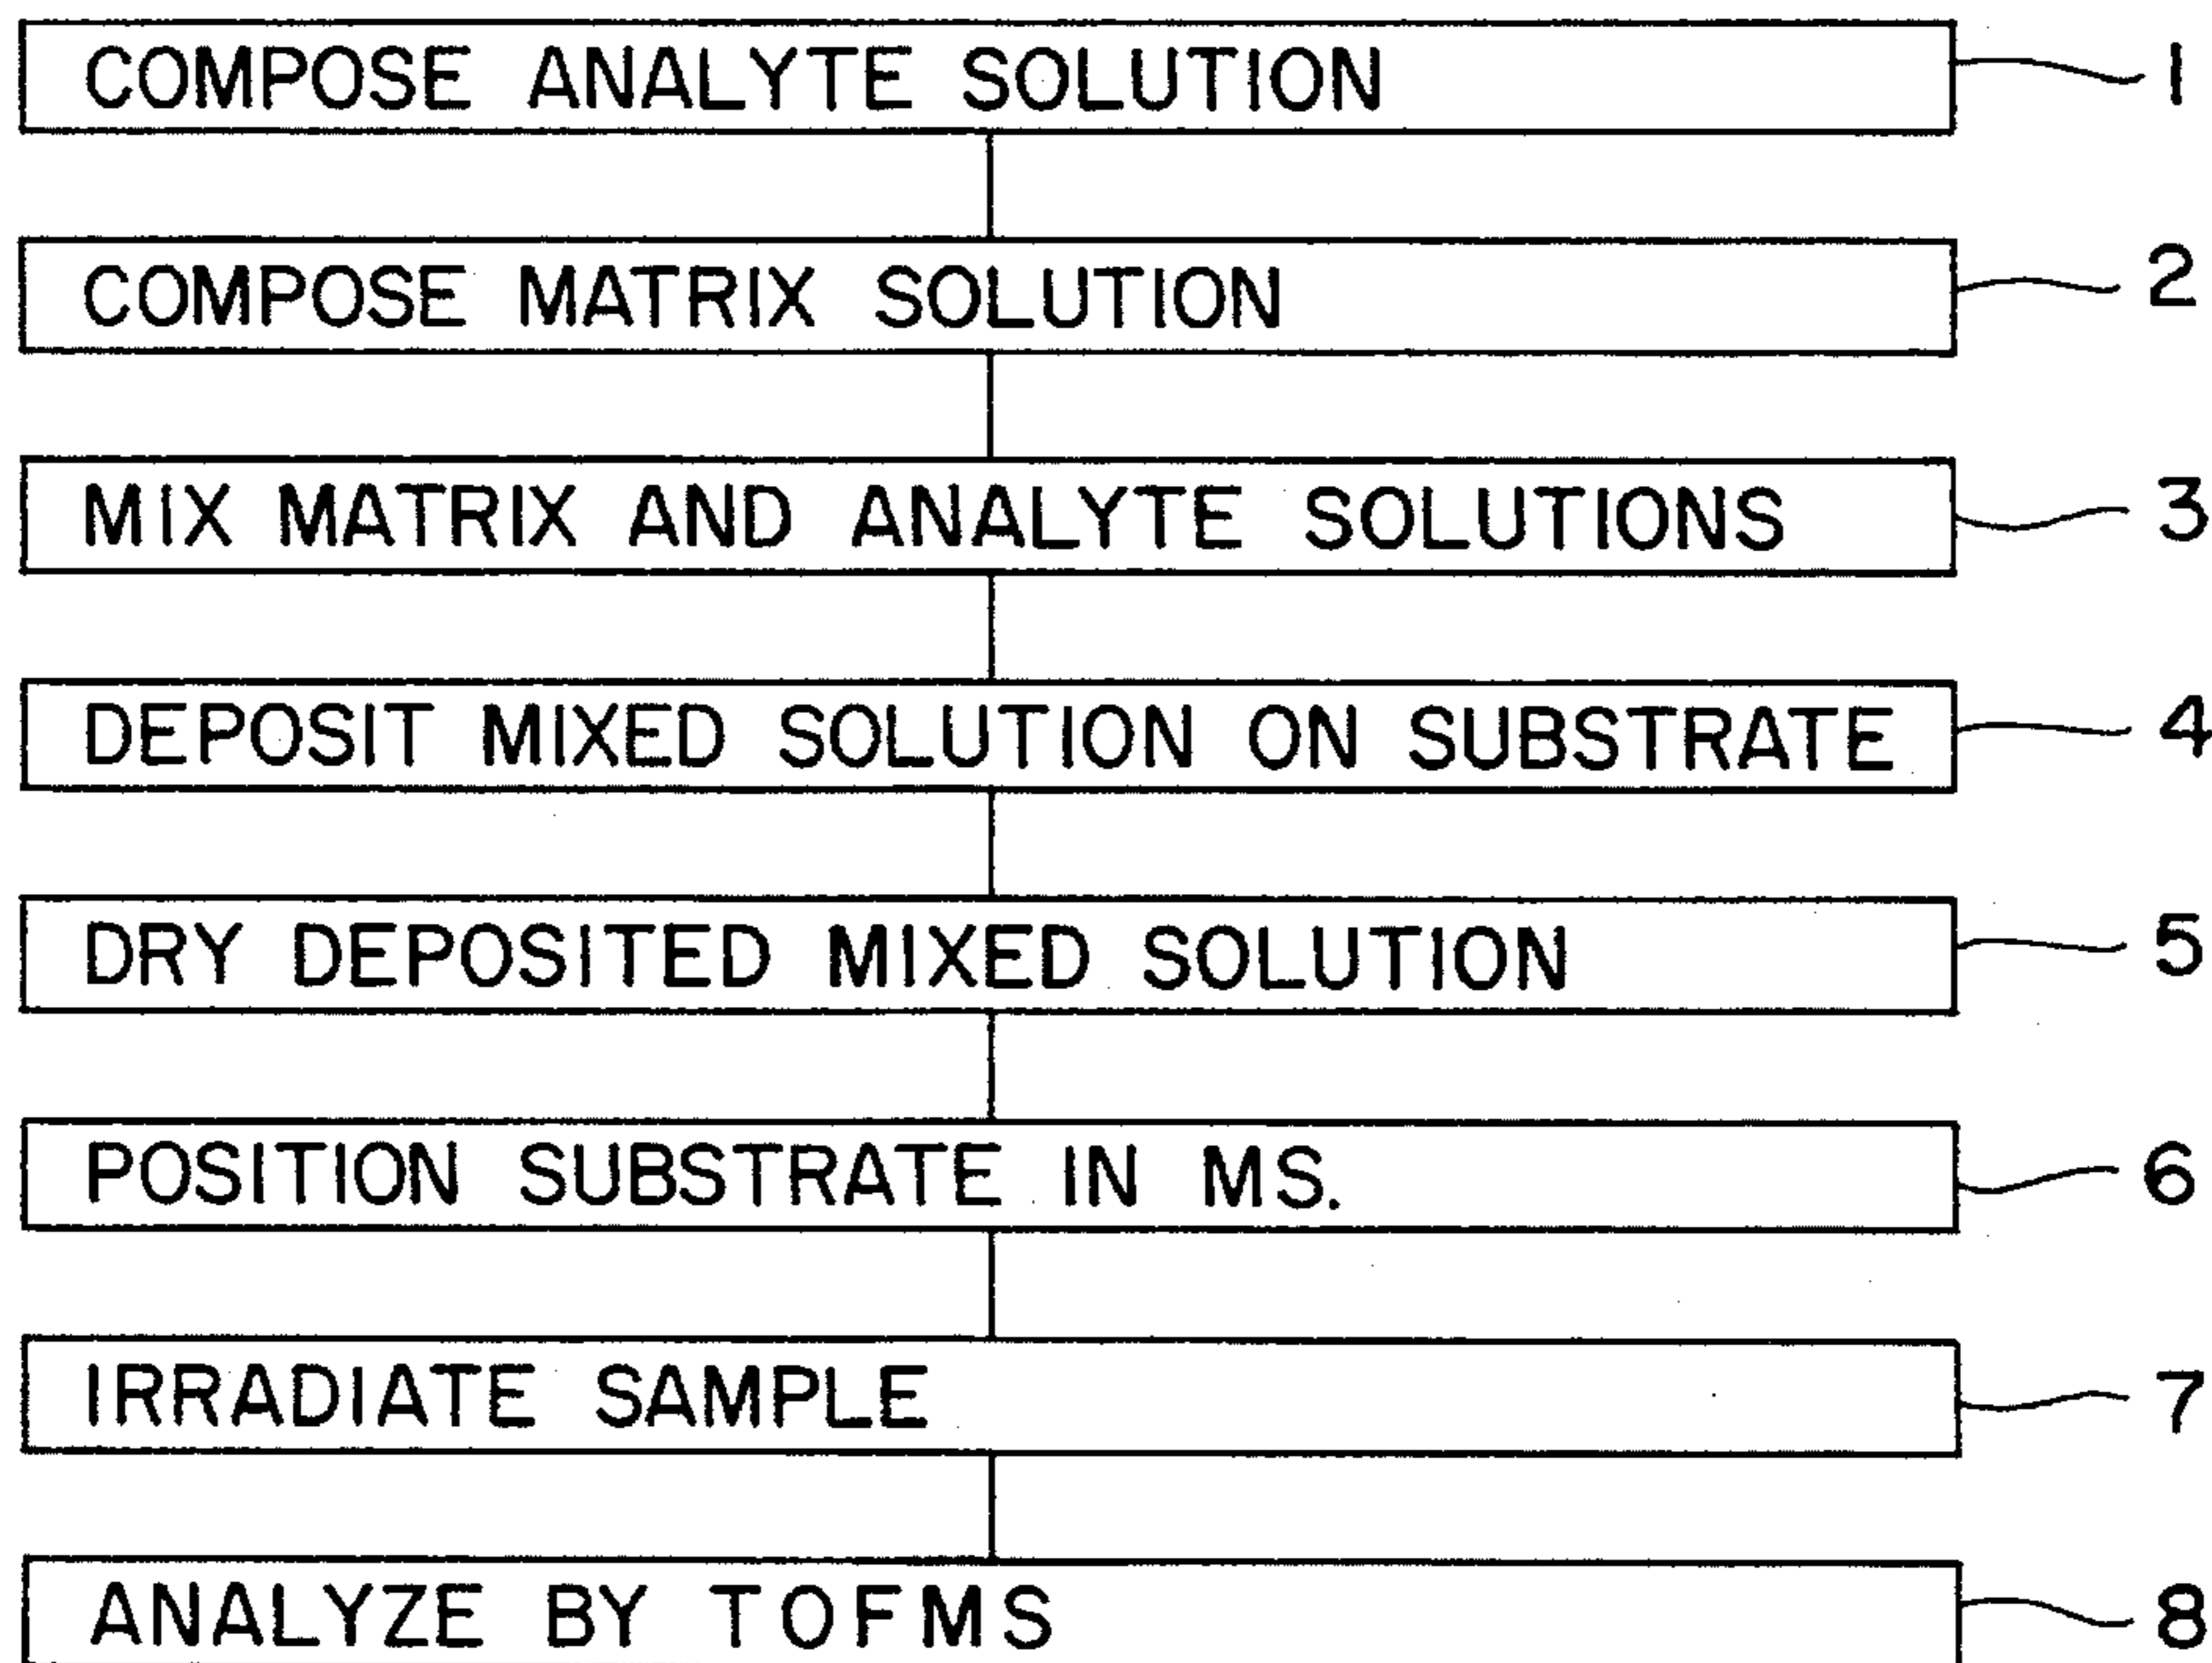 COMPOSE ANALYTE SOLUTION 1
COMPOSE MATRIX SOLUTION 2
MIX MATRIX AND ANALYTE SOLUTIONS 3
DEPOSIT MIXED SOLUTION ON SUBSTRATE 4
DRY DEPOSITED MIXED SOLUTION 5
POSITION SUBSTRATE IN MS. 6
IRRADIATE SAMPLE 7
ANALYZE BY TOFMS 8